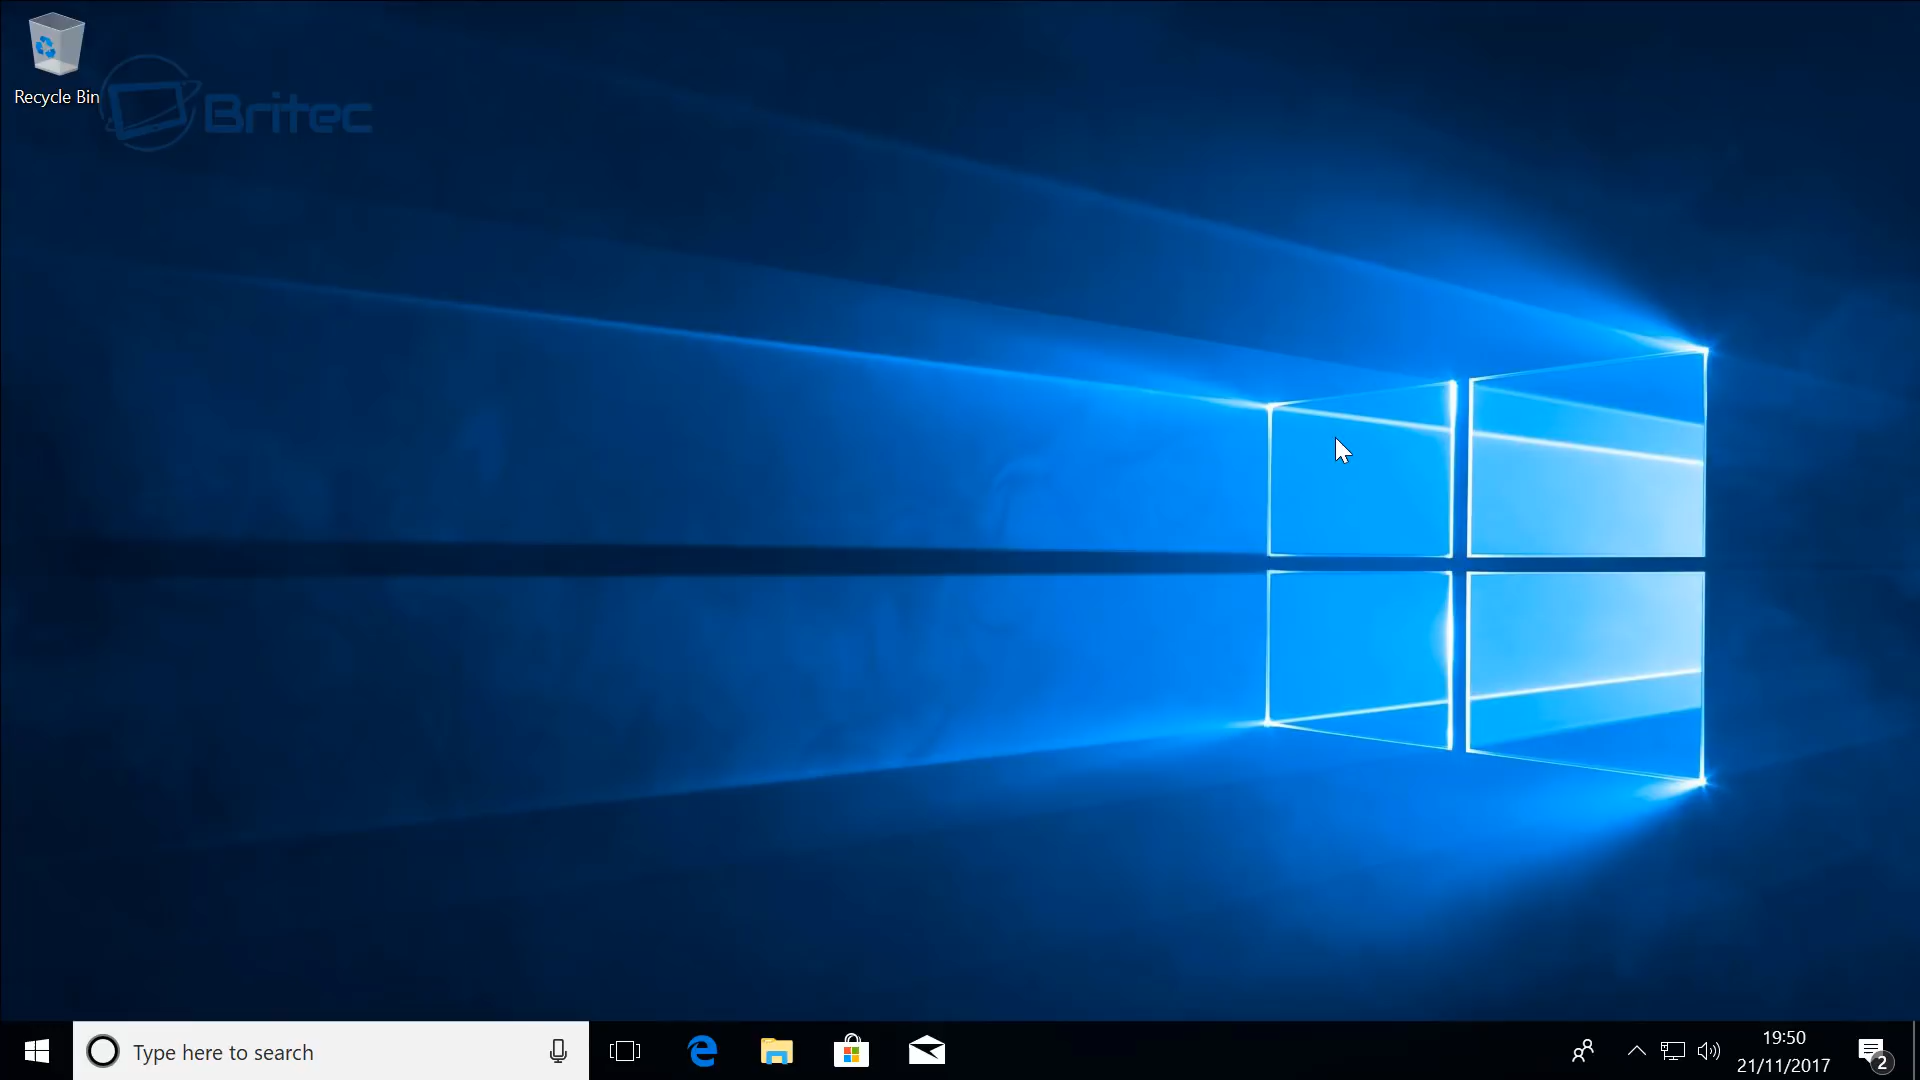 Recycle Bin
Britec
Type here to search
19:50
21/11/2017
2